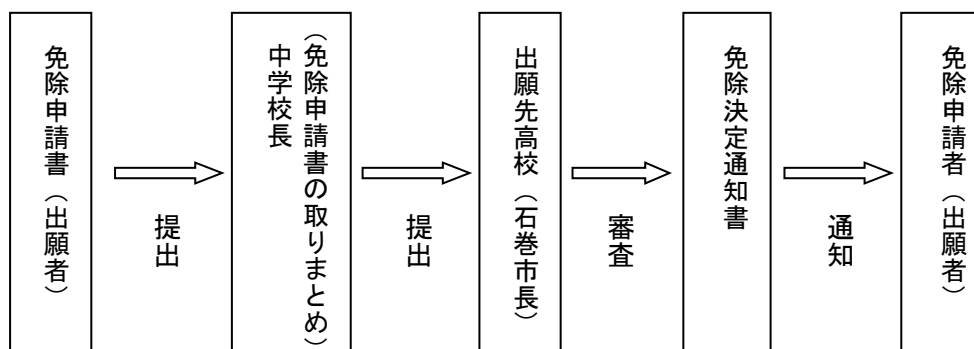 免除申請書（出願者）
提出
（免除申請書の取りまとめ）
中学校長
提出
出願先高校（石巻市長）
審査
免除決定通知書
通知
免除申請者（出願者）